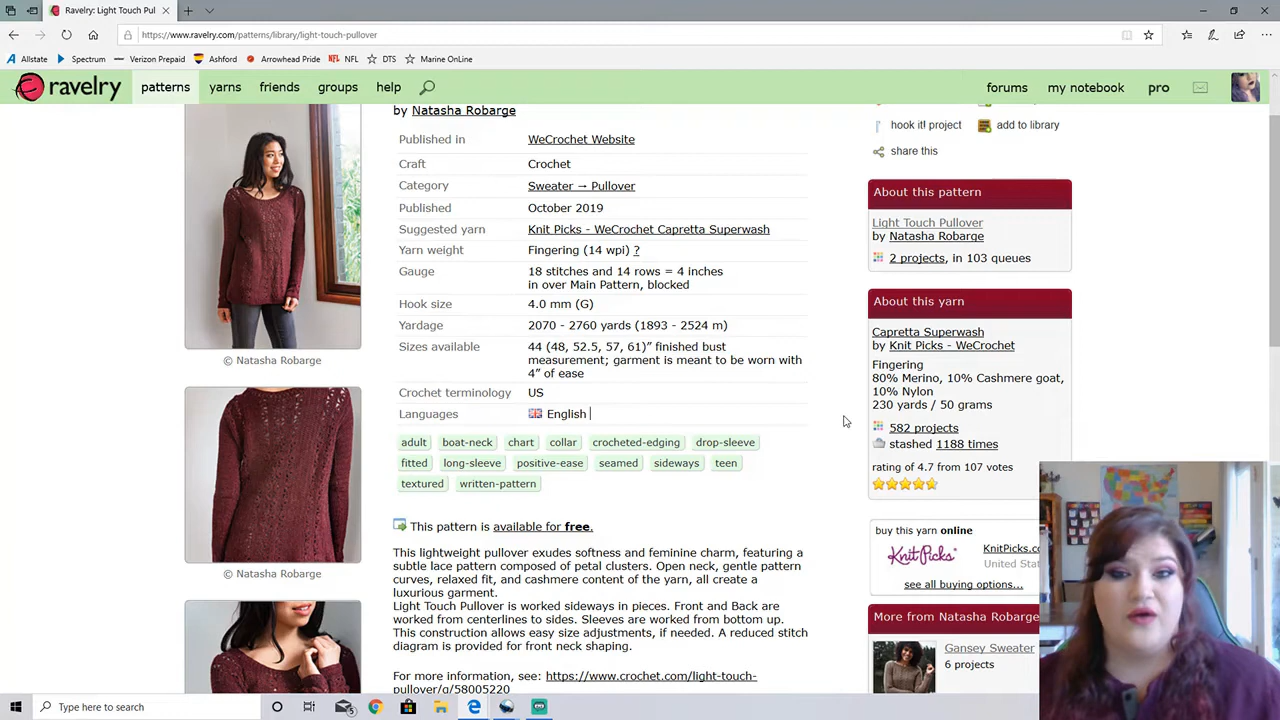 Ravelry: Light Touch Pul
https://www.ravelry.com/patterns/library/light-touch-pullover
Allstate Spectrum Verizon Prepaid Ashford Arrowhead Pride NFL NFL DTS Marine OnLine
ravelry patterns yarns friends groups help forums my notebook pro
by Natasha Robarge
Published in WeCrochet Website
Craft Crochet
Category Sweater → Pullover
Published October 2019
Suggested yarn Knit Picks - WeCrochet Capretta Superwash
Yarn weight Fingering (14 wpi) ?
Gauge 18 stitches and 14 rows = 4 inches
in over Main Pattern, blocked
Hook size 4.0 mm (G)
Yardage 2070 - 2760 yards (1893 - 2524 m)
Sizes available 44 (48, 52.5, 57, 61)” finished bust
measurement; garment is meant to be worn with
4” of ease
Crochet terminology US
Languages English
adult boat-neck chart collar crocheted-edging drop-sleeve
fitted long-sleeve positive-ease seamed sideways teen
textured written-pattern
This pattern is available for free.
This lightweight pullover exudes softness and feminine charm, featuring a
subtle lace pattern composed of petal clusters. Open neck, gentle pattern
curves, relaxed fit, and cashmere content of the yarn, all create a
luxurious garment.
Light Touch Pullover is worked sideways in pieces. Front and Back are
worked from centerlines to sides. Sleeves are worked from bottom up.
This construction allows easy size adjustments, if needed. A reduced stitch
diagram is provided for front neck shaping.
For more information, see: https://www.crochet.com/light-touch-
pullover/g/58005220
© Natasha Robarge
© Natasha Robarge
hook it! project add to library
share this
About this pattern
Light Touch Pullover
by Natasha Robarge
2 projects, in 103 queues
About this yarn
Capretta Superwash
by Knit Picks - WeCrochet
Fingering
80% Merino, 10% Cashmere goat,
10% Nylon
230 yards / 50 grams
582 projects
stashed 1188 times
rating of 4.7 from 107 votes
buy this yarn online
KnitPicks KnitPicks.co
United Sta
see all buying options...
More from Natasha Robarge
Gansey Sweater
6 projects
Type here to search
5